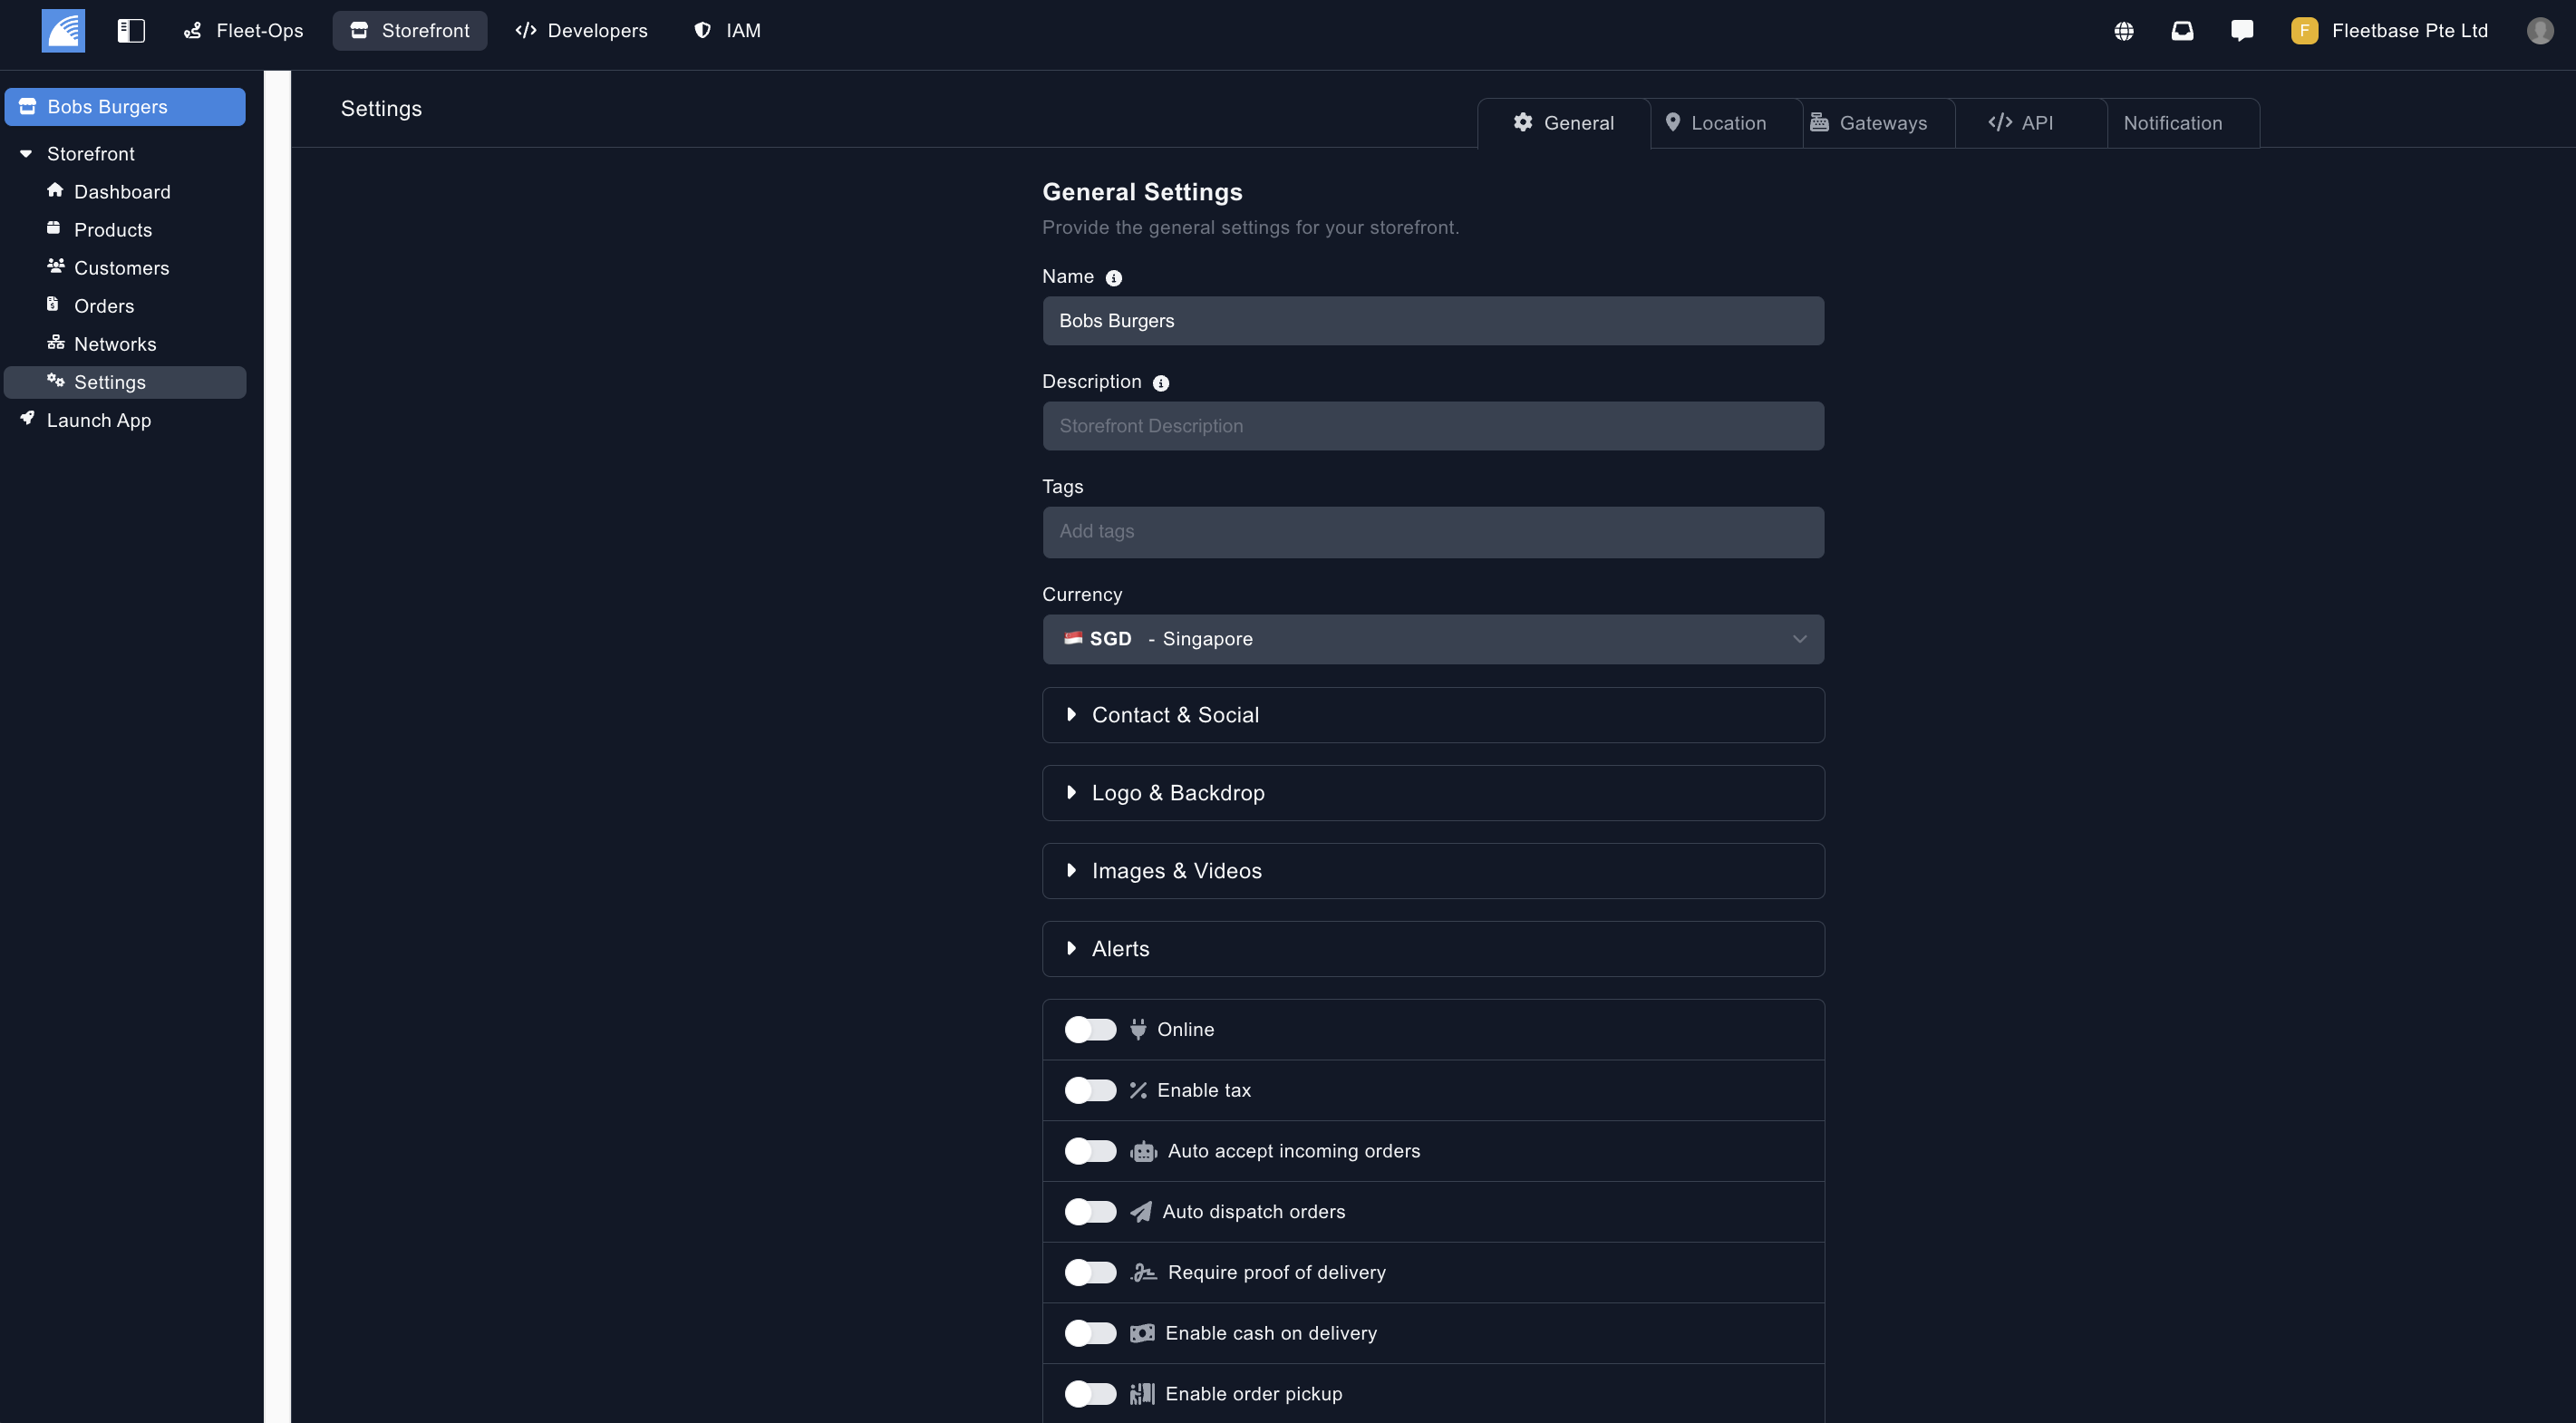 Fleet-Ops Storefront Developers IAM F Fleetbase Pte Ltd
Bobs Burgers
Storefront
Dashboard
Products
Customers
Orders
Networks
Settings
Launch App
Settings
General Location Gateways API Notification
General Settings
Provide the general settings for your storefront.
Name
Bobs Burgers
Description
Storefront Description
Tags
Add tags
Currency
SGD - Singapore
Contact & Social
Logo & Backdrop
Images & Videos
Alerts
Online
Enable tax
Auto accept incoming orders
Auto dispatch orders
Require proof of delivery
Enable cash on delivery
Enable order pickup